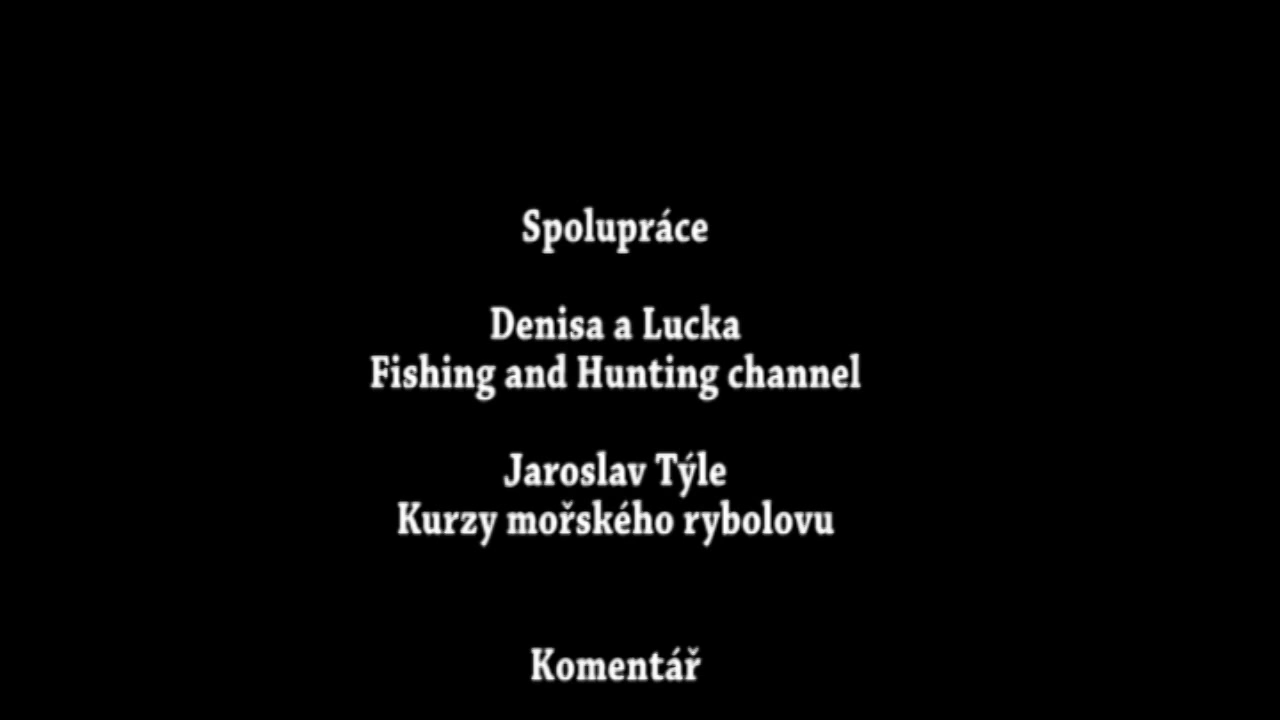 Spolupráce
Denisa a Lucka
Fishing and Hunting channel
Jaroslav Týle
Kurzy mořského rybolovu
Komentář